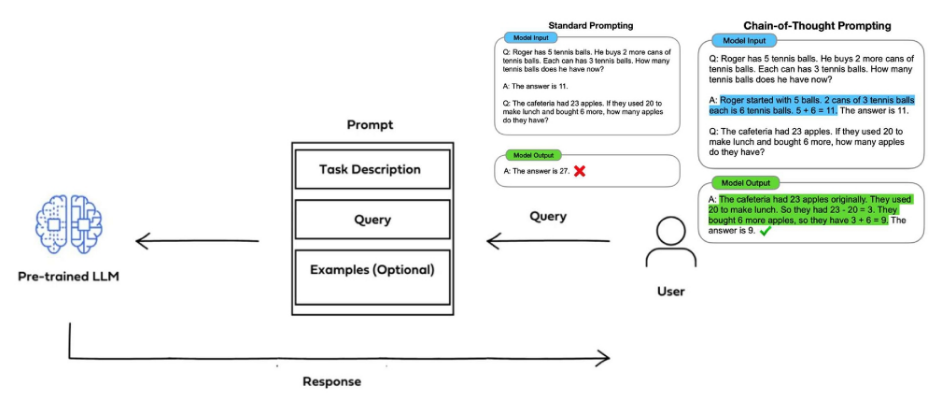 Standard Prompting
Model Input
Q: Roger has 5 tennis balls. He buys 2 more cans of
tennis balls. Each can has 3 tennis balls. How many
tennis balls does he have now?
A: The answer is 11.
Q: The cafeteria had 23 apples. If they used 20 to
make lunch and bought 6 more, how many apples
do they have?
Model Output
A: The answer is 27.
Chain-of-Thought Prompting
Model Input
Q: Roger has 5 tennis balls. He buys 2 more cans of
tennis balls. Each can has 3 tennis balls. How many
tennis balls does he have now?
A: Roger started with 5 balls. 2 cans of 3 tennis balls
each is 6 tennis balls. 5 + 6 = 11. The answer is 11.
Q: The cafeteria had 23 apples. If they used 20 to
make lunch and bought 6 more, how many apples
do they have?
Model Output
A: The cafeteria had 23 apples originally. They used
20 to make lunch. So they had 23 - 20 = 3. They
bought 6 more apples, so they have 3 + 6 = 9. The
answer is 9.
Prompt
Task Description
Query
Examples (Optional)
Query
User
Pre-trained LLM
Response